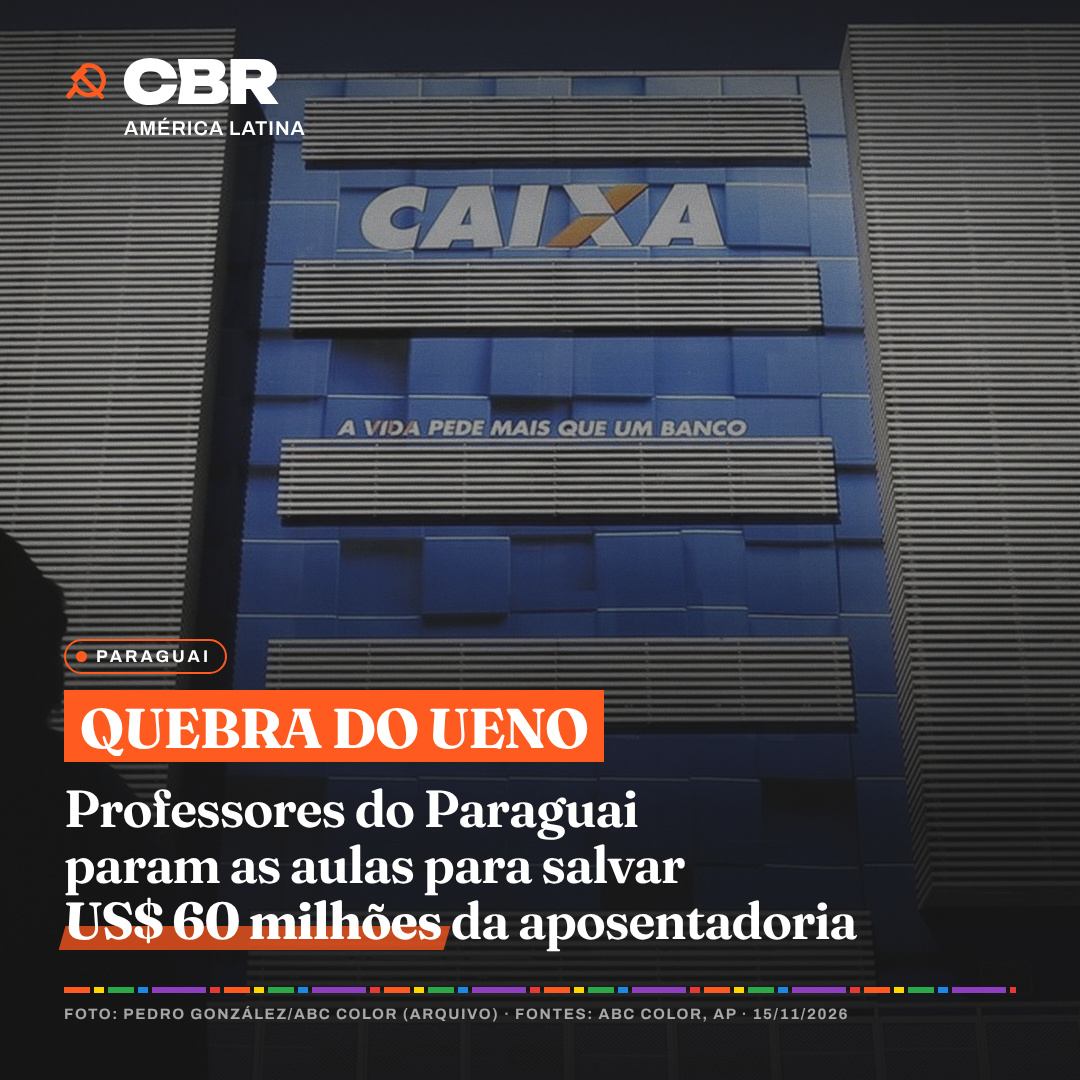 CBR
AMÉRICA LATINA
CAIXA
A VIDA PEDE MAIS QUE UM BANCO
PARAGUAI
QUEBRA DO UENO
Professores do Paraguai
param as aulas para salvar
US$ 60 milhões da aposentadoria
FOTO: PEDRO GONZÁLEZ/ABC COLOR (ARQUIVO) · FONTES: ABC COLOR, AP · 15/11/2026